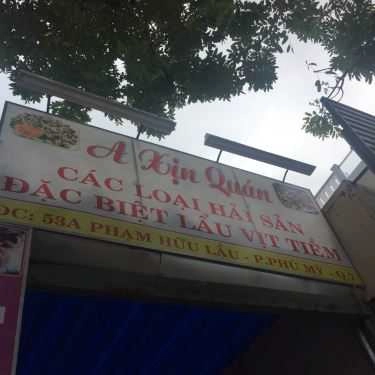 A Xịn Quán
CÁC LOẠI HẢI SẢN
ĐẶC BIỆT LẨU VỊT TIỀM
ĐC: 53A PHẠM HỮU LẦU - P.PHÚ MỸ - Q.7